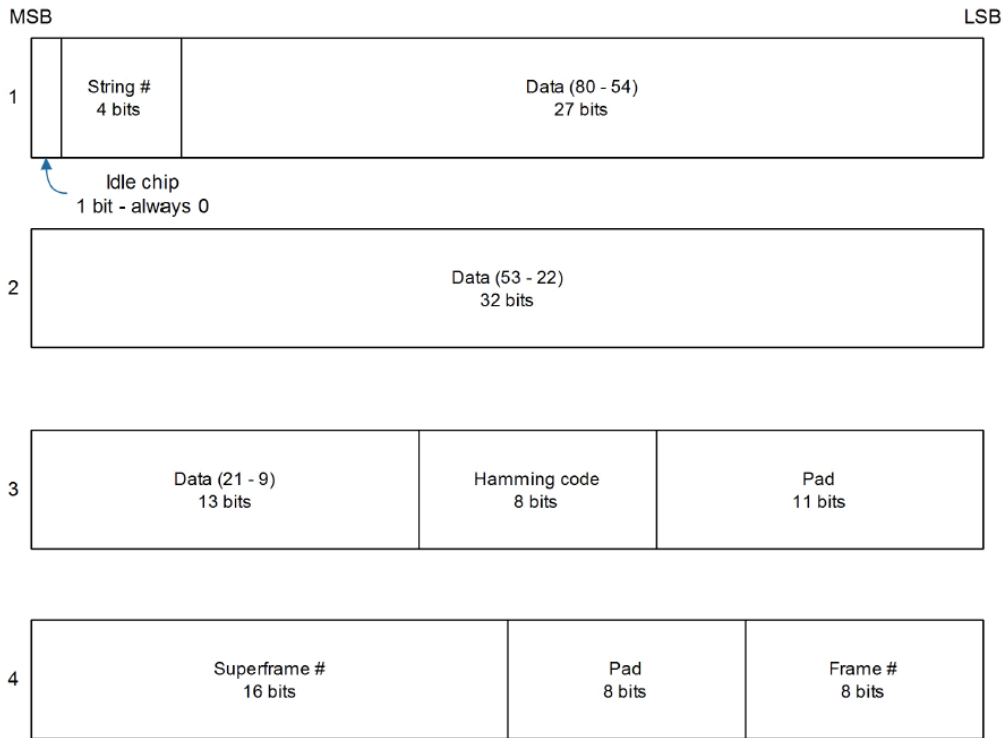 MSB
LSB
1
String #
4 bits
Data (80 - 54)
27 bits
Idle chip
1 bit - always 0
2
Data (53 - 22)
32 bits
3
Data (21 - 9)
13 bits
Hamming code
8 bits
Pad
11 bits
4
Superframe #
16 bits
Pad
8 bits
Frame #
8 bits